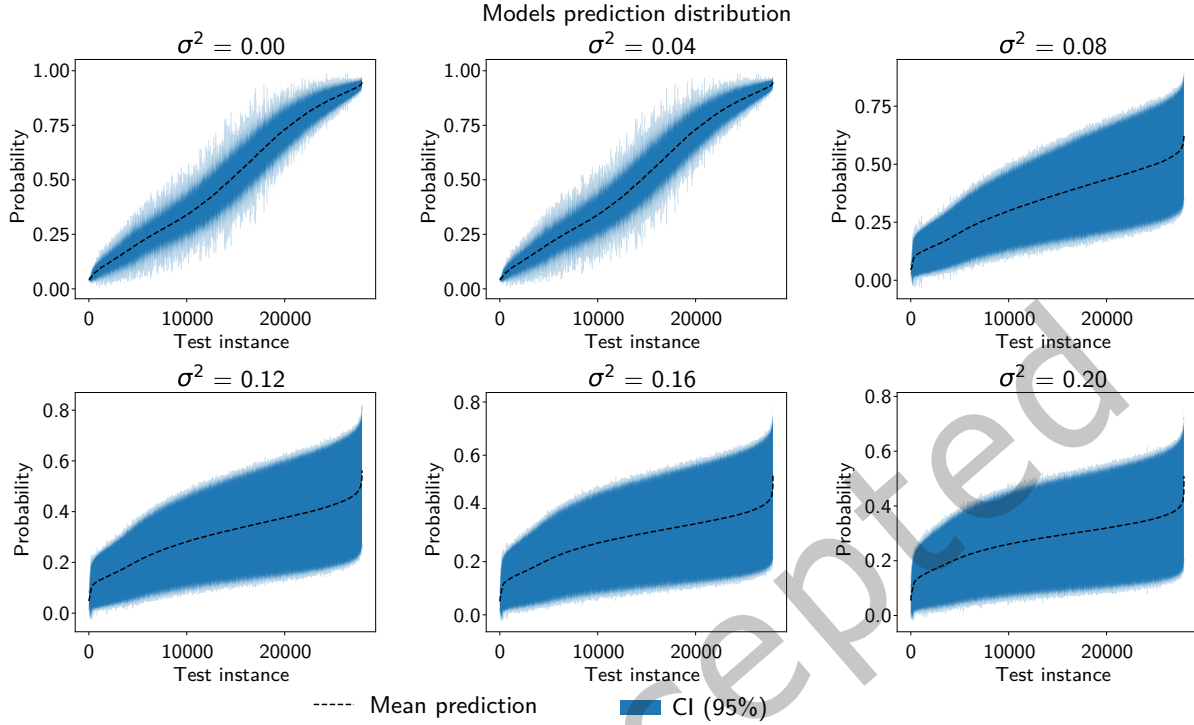 Models prediction distribution
σ² = 0.00
σ² = 0.04
σ² = 0.08
Probability
1.00
0.75
0.50
0.25
0.00
0
10000
20000
Test instance
Probability
1.00
0.75
0.50
0.25
0.00
0
10000
20000
Test instance
Probability
0.75
0.50
0.25
0.00
0
10000
20000
Test instance
σ² = 0.12
σ² = 0.16
σ² = 0.20
Probability
0.8
0.6
0.4
0.2
0.0
0
10000
20000
Test instance
Probability
0.8
0.6
0.4
0.2
0.0
0
10000
20000
Test instance
Probability
0.8
0.6
0.4
0.2
0.0
0
10000
20000
Test instance
Mean prediction
CI (95%)
cepted